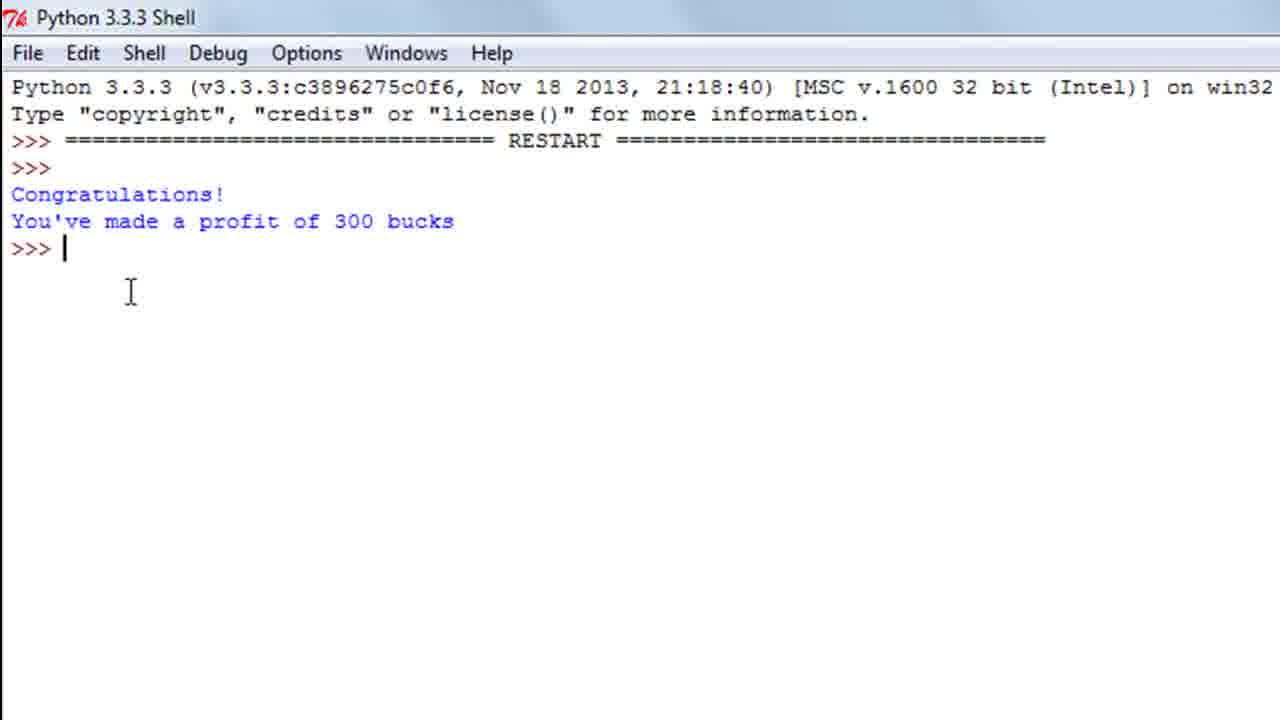 Python 3.3.3 Shell
File Edit Shell Debug Options Windows Help
Python 3.3.3 (v3.3.3:c3896275c0f6, Nov 18 2013, 21:18:40) [MSC v.1600 32 bit (Intel)] on win32
Type "copyright", "credits" or "license()" for more information.
>>> ================================ RESTART ================================
>>>
Congratulations!
You've made a profit of 300 bucks
>>>